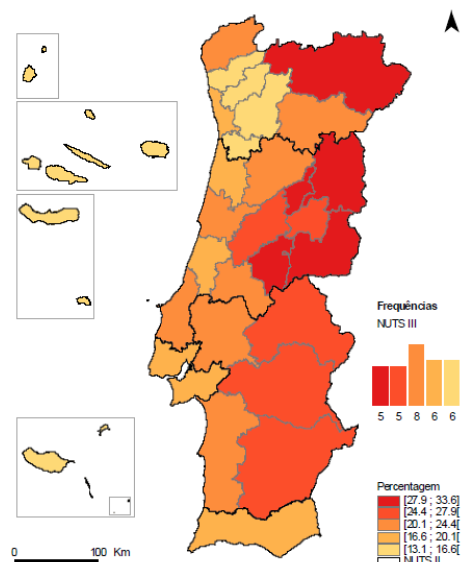 Frequências
NUTS III
5 5 8 6 6
Percentagem
[27.9 ; 33.6]
[24.4 ; 27.9[
[20.1 ; 24.4[
[16.6 ; 20.1[
[13.1 ; 16.6[
NUTS II
0 100 Km